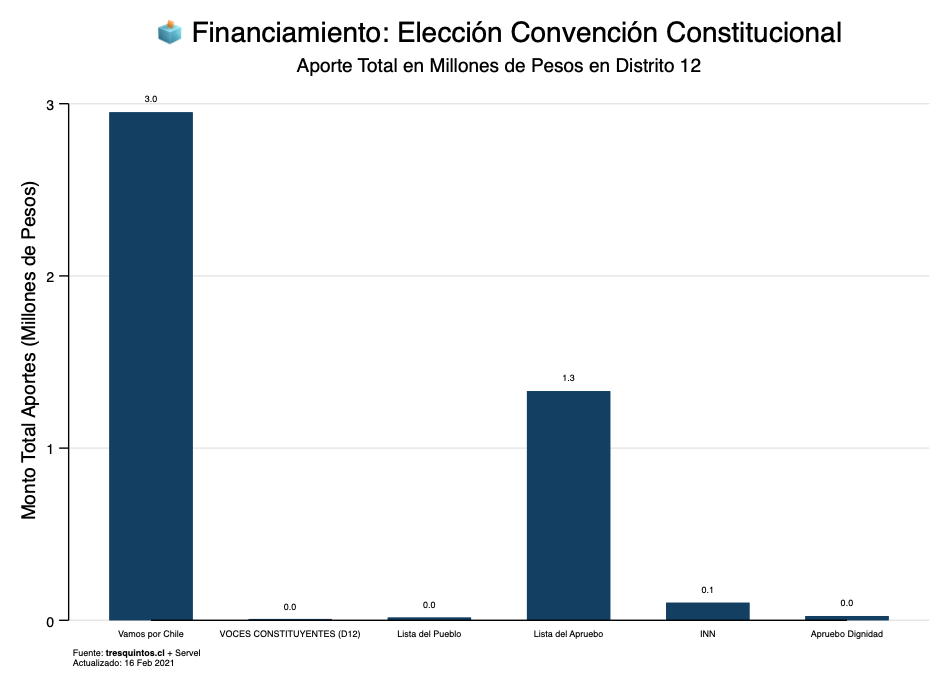 Financiamiento: Elección Convención Constitucional
Aporte Total en Millones de Pesos en Distrito 12
Monto Total Aportes (Millones de Pesos)
3
2
1
0
3.0
0.0
0.0
1.3
0.1
0.0
Vamos por Chile
VOCES CONSTITUYENTES (D12)
Lista del Pueblo
Lista del Apruebo
INN
Apruebo Dignidad
Fuente: tresquintos.cl + Servel
Actualizado: 16 Feb 2021